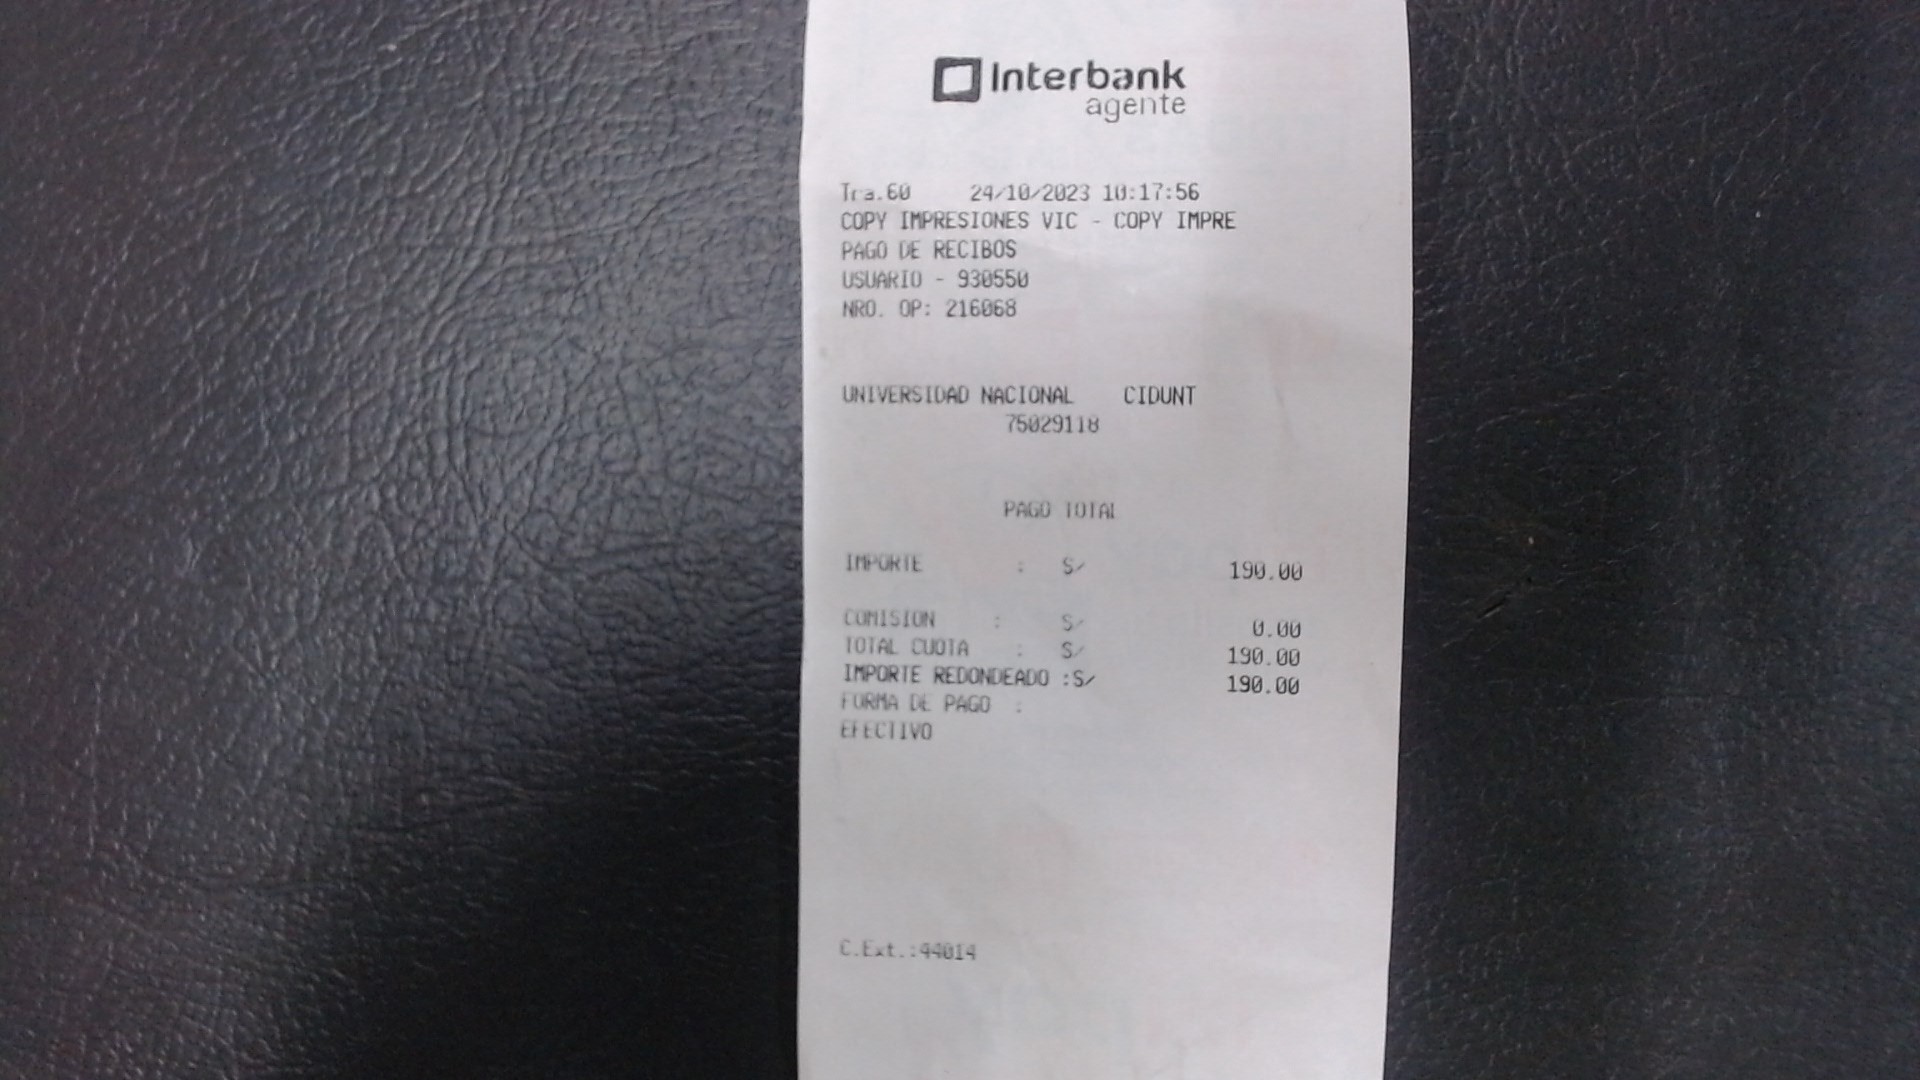 Interbank
agente
Tra.60 24/10/2023 10:17:56
COPY IMPRESIONES VIC - COPY IMPRE
PAGO DE RECIBOS
USUARIO - 930550
NRO. OP: 216068
UNIVERSIDAD NACIONAL CIDUNT
75029118
PAGO TOTAL
IMPORTE : S/ 190.00
COMISION : S/ 0.00
TOTAL CUOTA : S/ 190.00
IMPORTE REDONDEADO :S/ 190.00
FORMA DE PAGO :
EFECTIVO
C.Ext.:44014